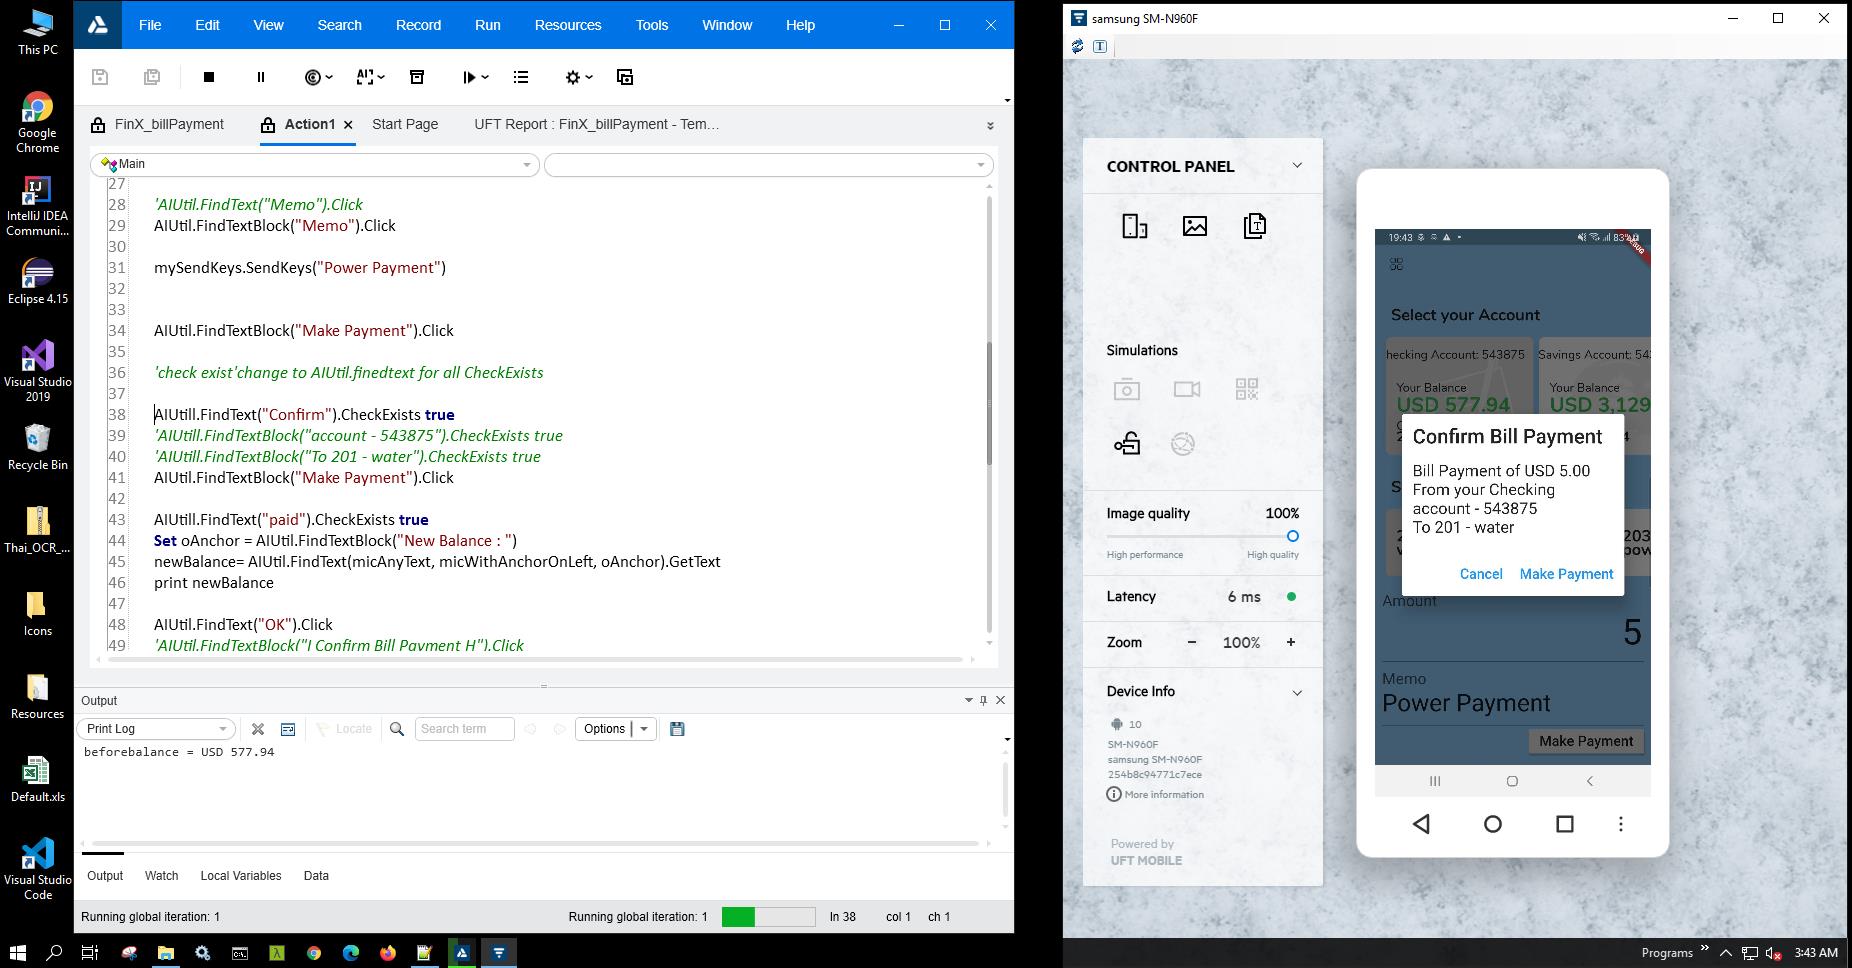 This PC
Google
Chrome
IntelliJ IDEA
Communi...
Eclipse 4.15
Visual Studio
2019
Recycle Bin
Thai_OCR_...
Icons
Resources
Default.xls
Visual Studio
Code
File Edit View Search Record Run Resources Tools Window Help
FinX_billPayment Action1 Start Page UFT Report : FinX_billPayment - Tem...
Main
27
28 'AIUtil.FindText("Memo").Click
29 AIUtil.FindTextBlock("Memo").Click
30
31 mySendKeys.SendKeys("Power Payment")
32
33
34 AIUtil.FindTextBlock("Make Payment").Click
35
36 'check exist'change to AIUtil.finedtext for all CheckExists
37
38 AIUtill.FindText("Confirm").CheckExists true
39 'AIUtill.FindTextBlock("account - 543875").CheckExists true
40 'AIUtill.FindTextBlock("To 201 - water").CheckExists true
41 AIUtil.FindTextBlock("Make Payment").Click
42
43 AIUtill.FindText("paid").CheckExists true
44 Set oAnchor = AIUtil.FindTextBlock("New Balance : ")
45 newBalance= AIUtil.FindText(micAnyText, micWithAnchorOnLeft, oAnchor).GetText
46 print newBalance
47
48 AIUtil.FindText("OK").Click
49 'AIUtil.FindTextBlock("I Confirm Bill Payment H").Click
Output
Print Log Locate Search term Options
beforebalance = USD 577.94
Output Watch Local Variables Data
Running global iteration: 1 Running global iteration: 1 ln 38 col 1 ch 1
samsung SM-N960F
CONTROL PANEL
Simulations
Image quality 100%
High performance High quality
Latency 6 ms
Zoom − 100% +
Device Info
10
SM-N960F
samsung SM-N960F
254b8c94771c7ece
More information
Powered by
UFT MOBILE
19:43 83%
Select your Account
hecking Account: 543875 Savings Account: 54
Your Balance Your Balance
USD 577.94 USD 3,129
Confirm Bill Payment
Bill Payment of USD 5.00
From your Checking
account - 543875
To 201 - water
Cancel Make Payment
203
pow
Amount
5
Memo
Power Payment
Make Payment
Programs 3:43 AM